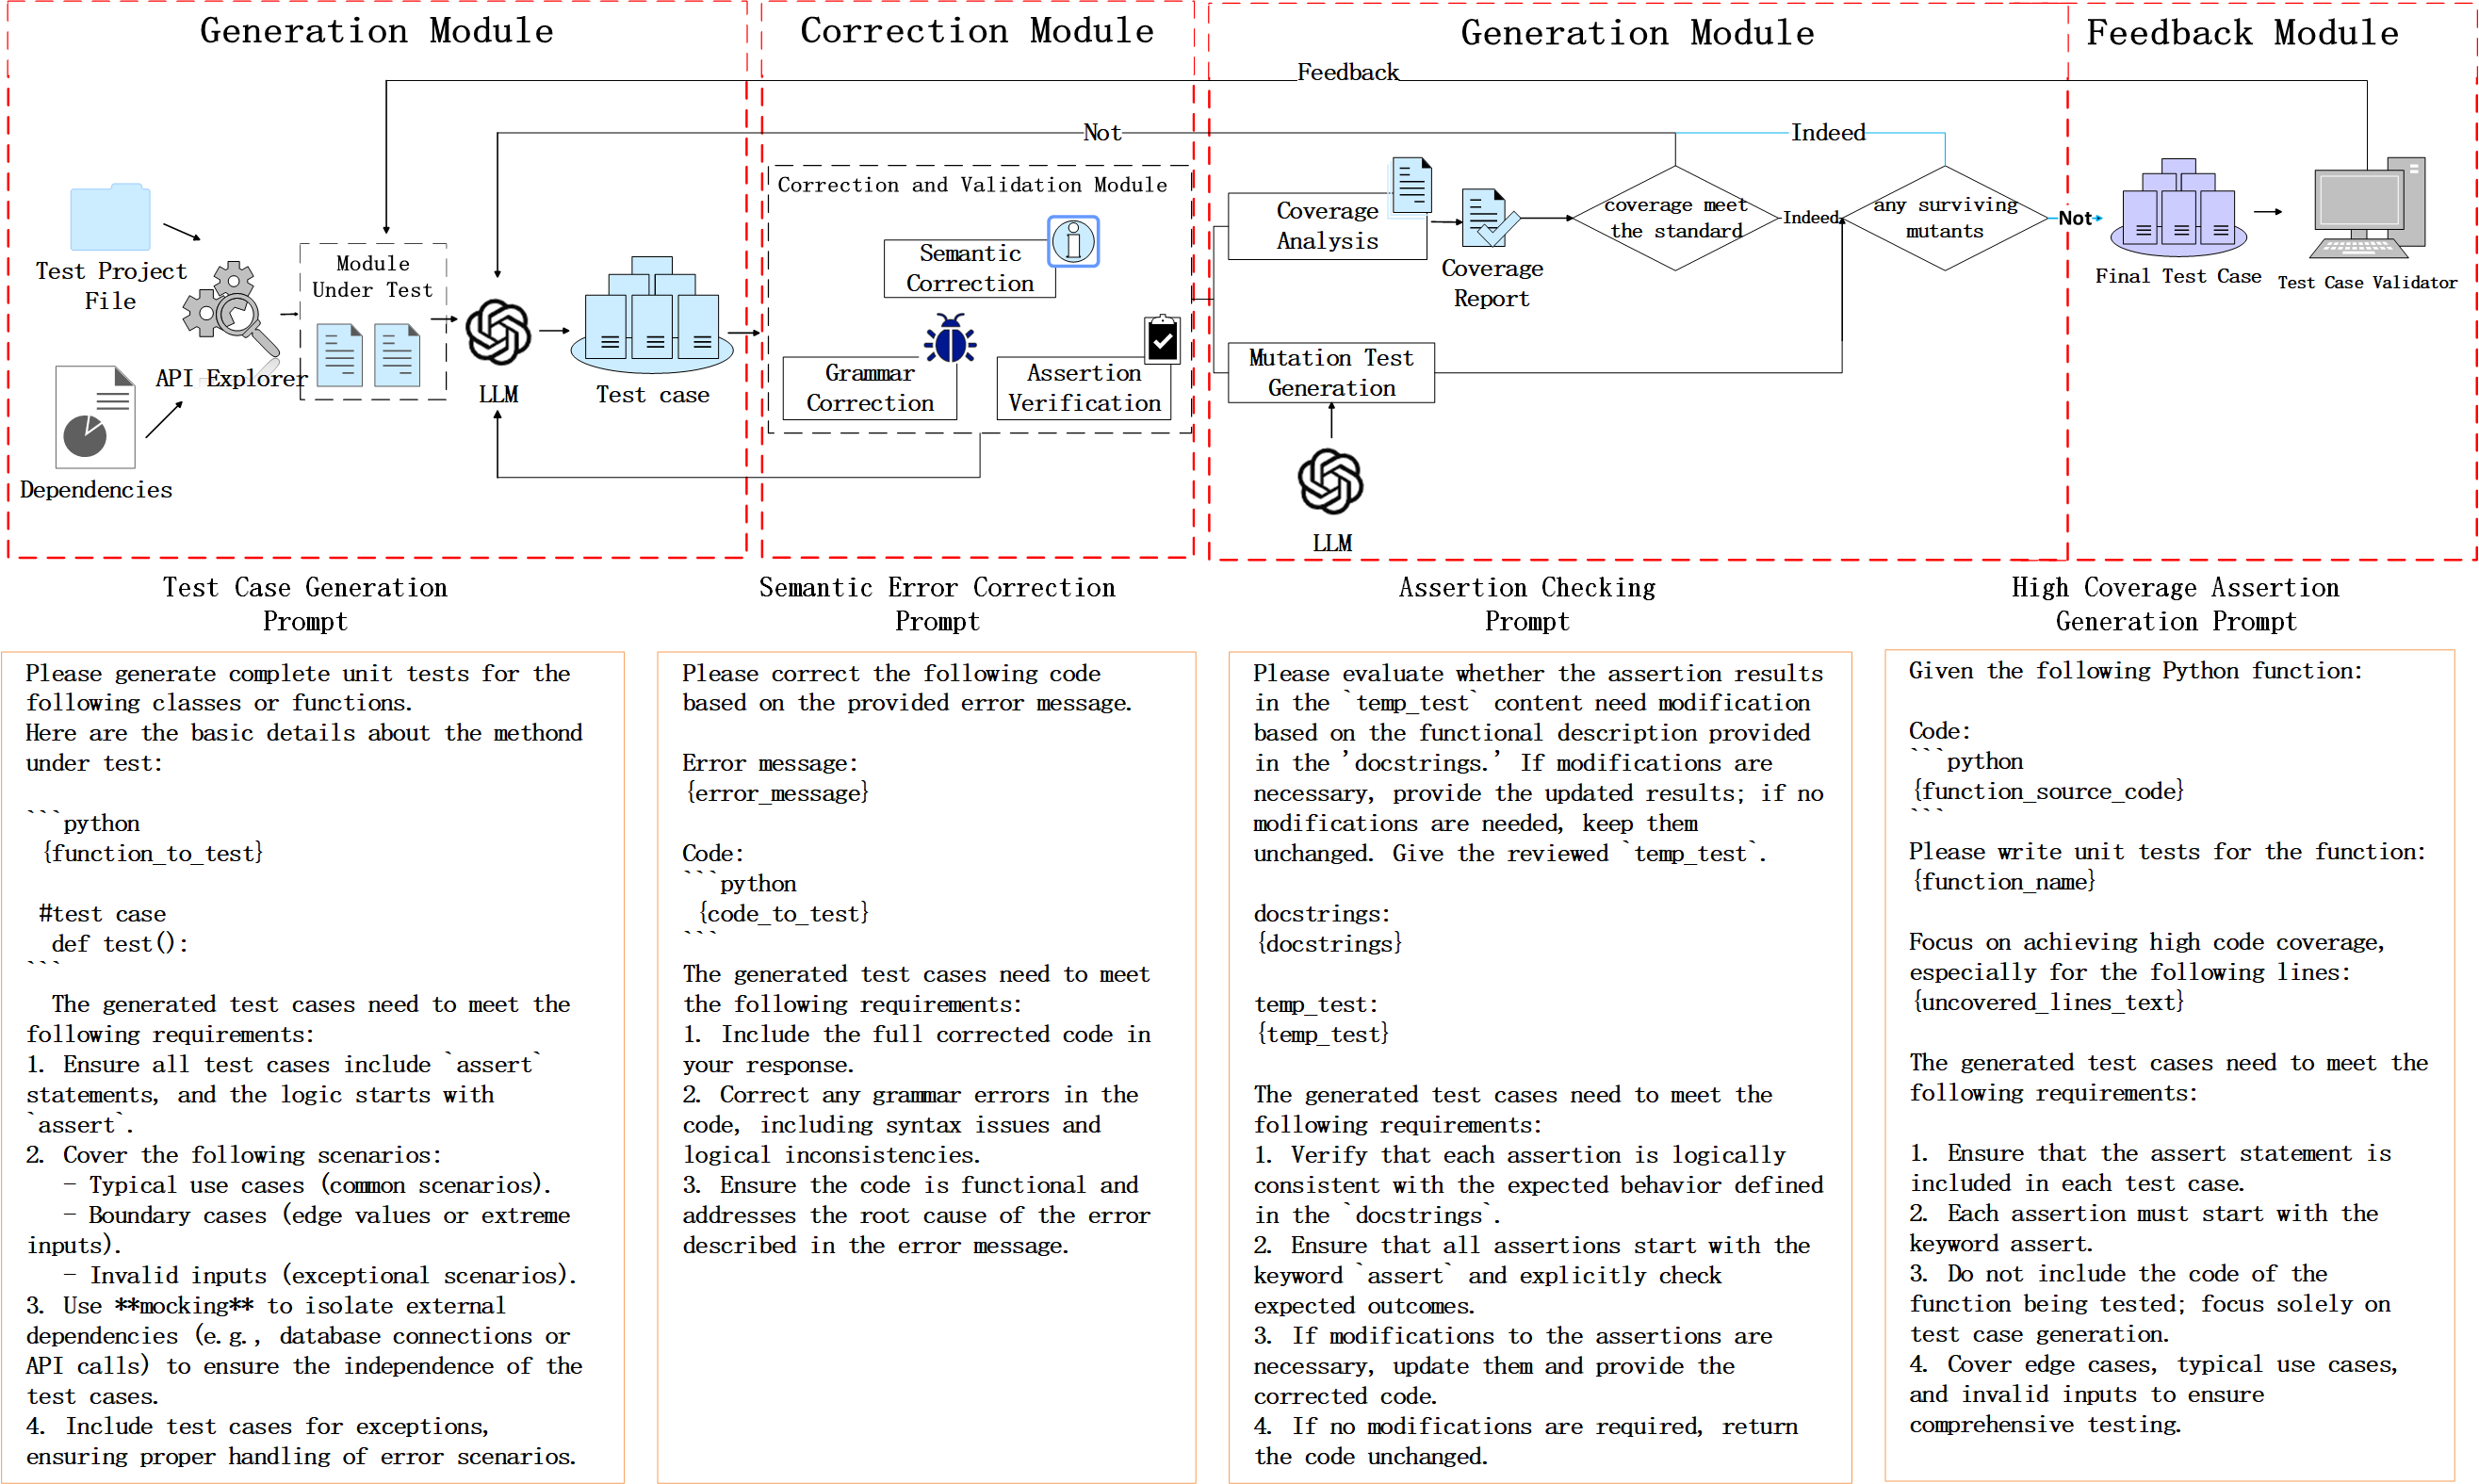 Generation Module
Correction Module
Generation Module
Feedback Module
Feedback
Not
Indeed
Test Project
File
API Explorer
Dependencies
Module
Under Test
LLM
Test case
Correction and Validation Module
Semantic
Correction
Grammar
Correction
Assertion
Verification
Coverage
Analysis
Coverage
Report
coverage meet
the standard
Indeed
any surviving
mutants
Not
Mutation Test
Generation
LLM
Final Test Case
Test Case Validator
Test Case Generation
Prompt
Please generate complete unit tests for the
following classes or functions.
Here are the basic details about the methond
under test:
```python
{function_to_test}
#test case
def test():
```
The generated test cases need to meet the
following requirements:
1. Ensure all test cases include `assert`
statements, and the logic starts with
`assert`.
2. Cover the following scenarios:
- Typical use cases (common scenarios).
- Boundary cases (edge values or extreme
inputs).
- Invalid inputs (exceptional scenarios).
3. Use **mocking** to isolate external
dependencies (e.g., database connections or
API calls) to ensure the independence of the
test cases.
4. Include test cases for exceptions,
ensuring proper handling of error scenarios.
Semantic Error Correction
Prompt
Please correct the following code
based on the provided error message.
Error message:
{error_message}
Code:
```python
{code_to_test}
```
The generated test cases need to meet
the following requirements:
1. Include the full corrected code in
your response.
2. Correct any grammar errors in the
code, including syntax issues and
logical inconsistencies.
3. Ensure the code is functional and
addresses the root cause of the error
described in the error message.
Assertion Checking
Prompt
Please evaluate whether the assertion results
in the `temp_test` content need modification
based on the functional description provided
in the 'docstrings.' If modifications are
necessary, provide the updated results; if no
modifications are needed, keep them
unchanged. Give the reviewed `temp_test`.
docstrings:
{docstrings}
temp_test:
{temp_test}
The generated test cases need to meet the
following requirements:
1. Verify that each assertion is logically
consistent with the expected behavior defined
in the `docstrings`.
2. Ensure that all assertions start with the
keyword `assert` and explicitly check
expected outcomes.
3. If modifications to the assertions are
necessary, update them and provide the
corrected code.
4. If no modifications are required, return
the code unchanged.
High Coverage Assertion
Generation Prompt
Given the following Python function:
Code:
```python
{function_source_code}
```
Please write unit tests for the function:
{function_name}
Focus on achieving high code coverage,
especially for the following lines:
{uncovered_lines_text}
The generated test cases need to meet the
following requirements:
1. Ensure that the assert statement is
included in each test case.
2. Each assertion must start with the
keyword assert.
3. Do not include the code of the
function being tested; focus solely on
test case generation.
4. Cover edge cases, typical use cases,
and invalid inputs to ensure
comprehensive testing.